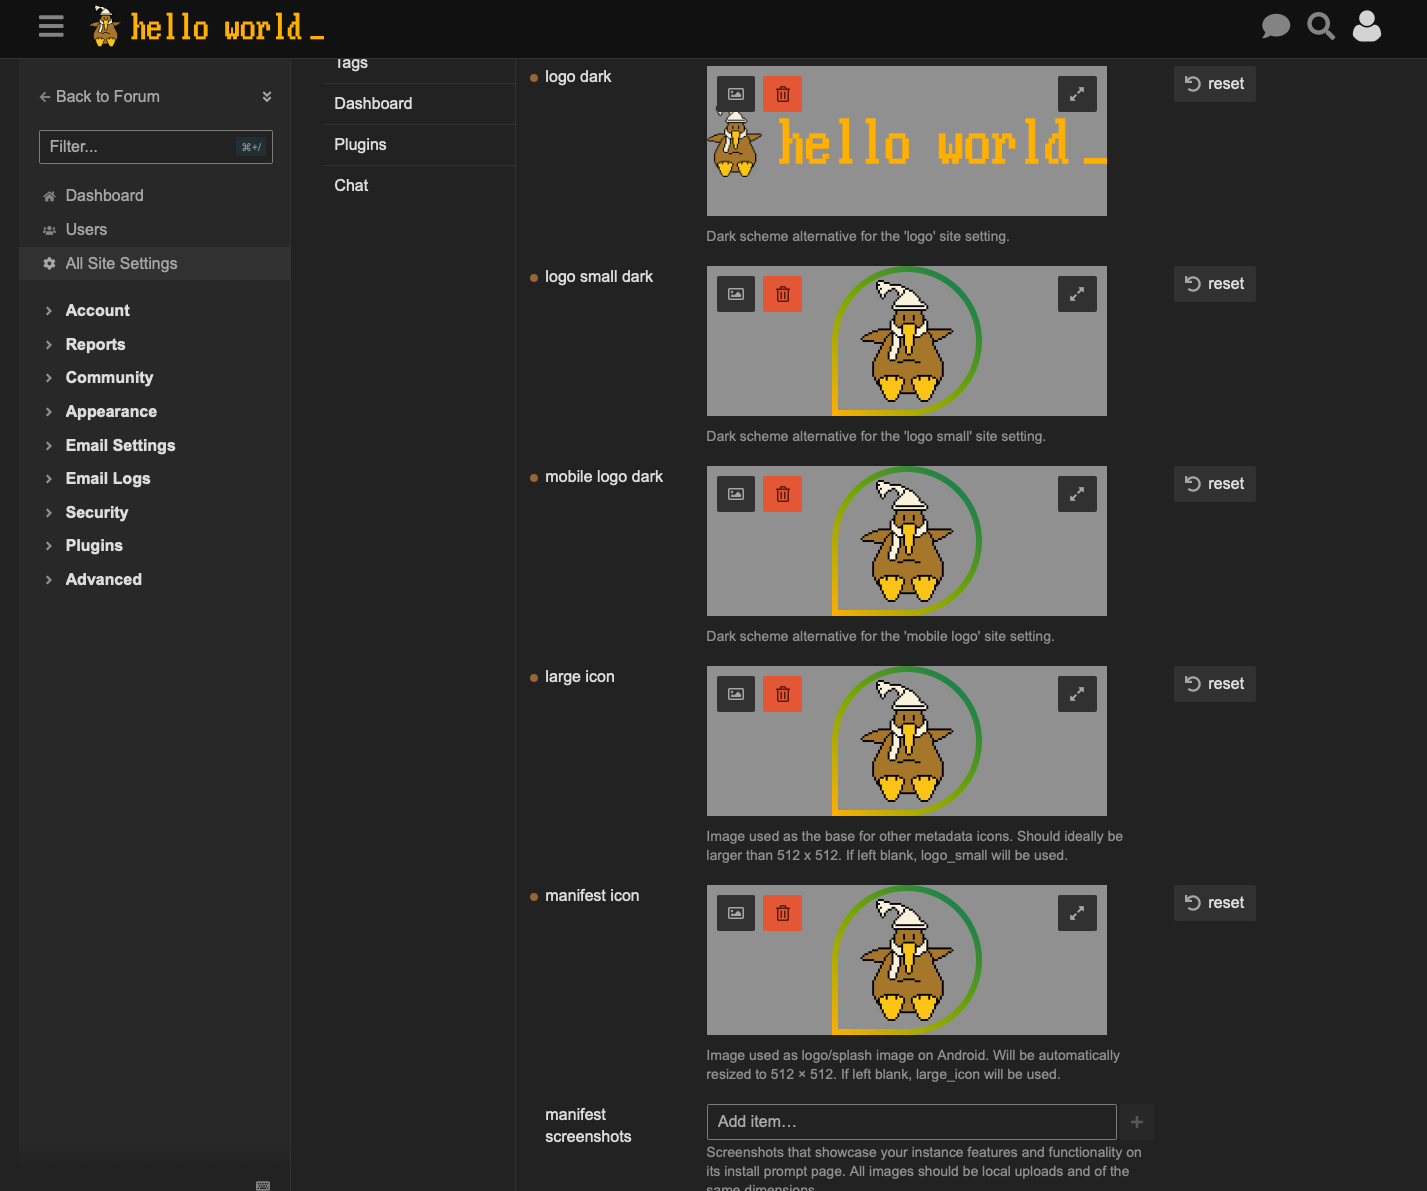 hello world_
Back to Forum
Filter...
⌘+/
Dashboard
Users
All Site Settings
Account
Reports
Community
Appearance
Email Settings
Email Logs
Security
Plugins
Advanced
Tags
Dashboard
Plugins
Chat
logo dark
hello world_
reset
Dark scheme alternative for the 'logo' site setting.
logo small dark
reset
Dark scheme alternative for the 'logo small' site setting.
mobile logo dark
reset
Dark scheme alternative for the 'mobile logo' site setting.
large icon
reset
Image used as the base for other metadata icons. Should ideally be
larger than 512 x 512. If left blank, logo_small will be used.
manifest icon
reset
Image used as logo/splash image on Android. Will be automatically
resized to 512 × 512. If left blank, large_icon will be used.
manifest
screenshots
Add item…
Screenshots that showcase your instance features and functionality on
its install prompt page. All images should be local uploads and of the
same dimensions.